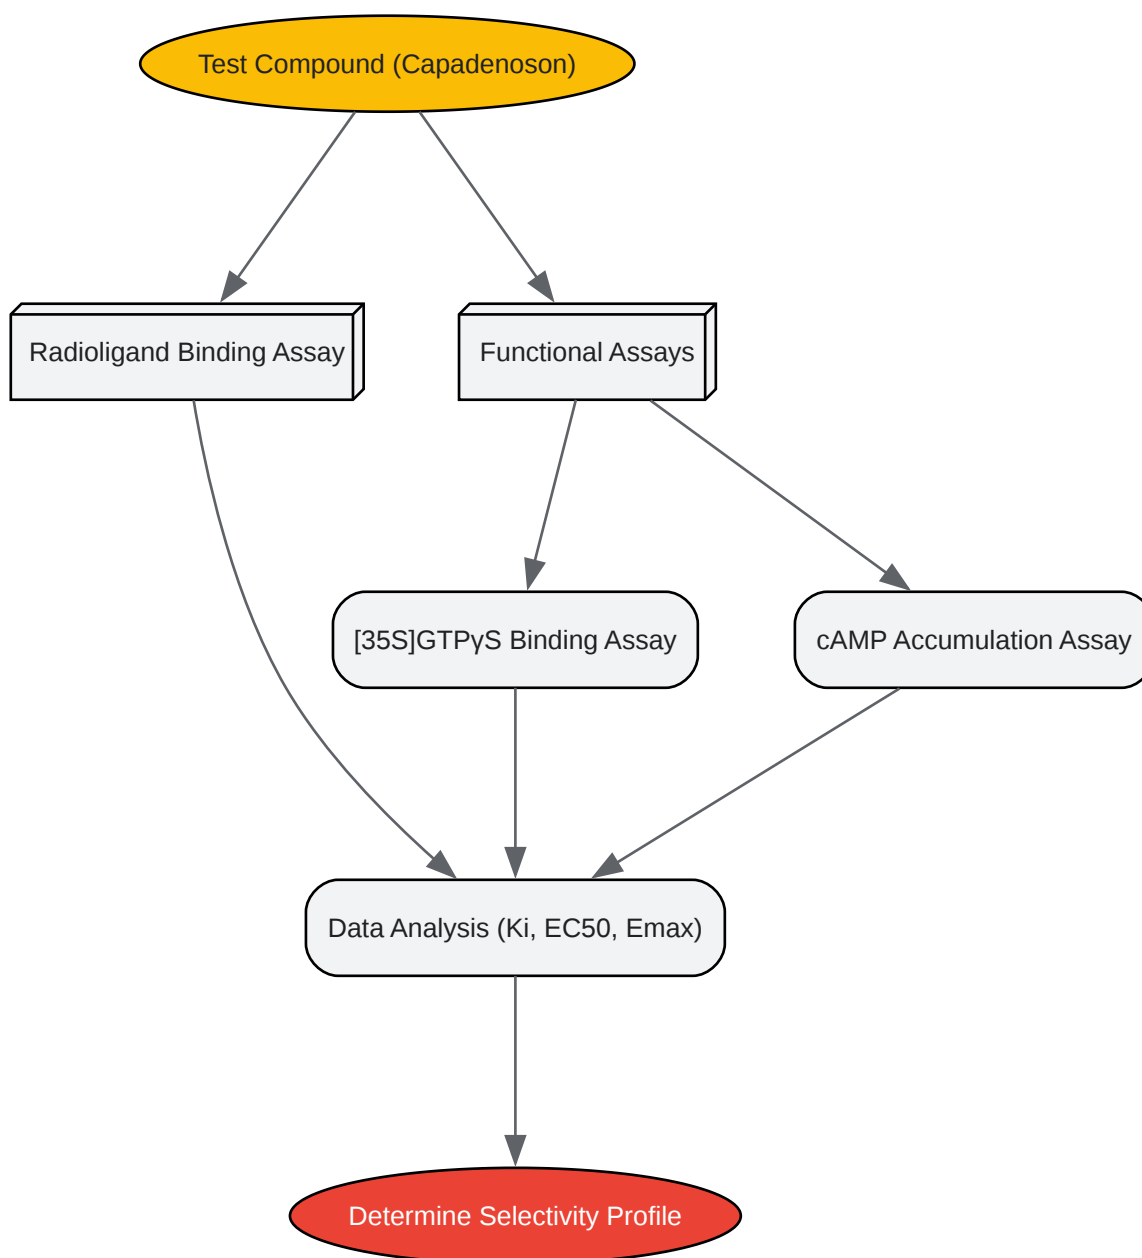 Test Compound (Capadenoson)
Radioligand Binding Assay
Functional Assays
[35S]GTPγS Binding Assay
cAMP Accumulation Assay
Data Analysis (Ki, EC50, Emax)
Determine Selectivity Profile